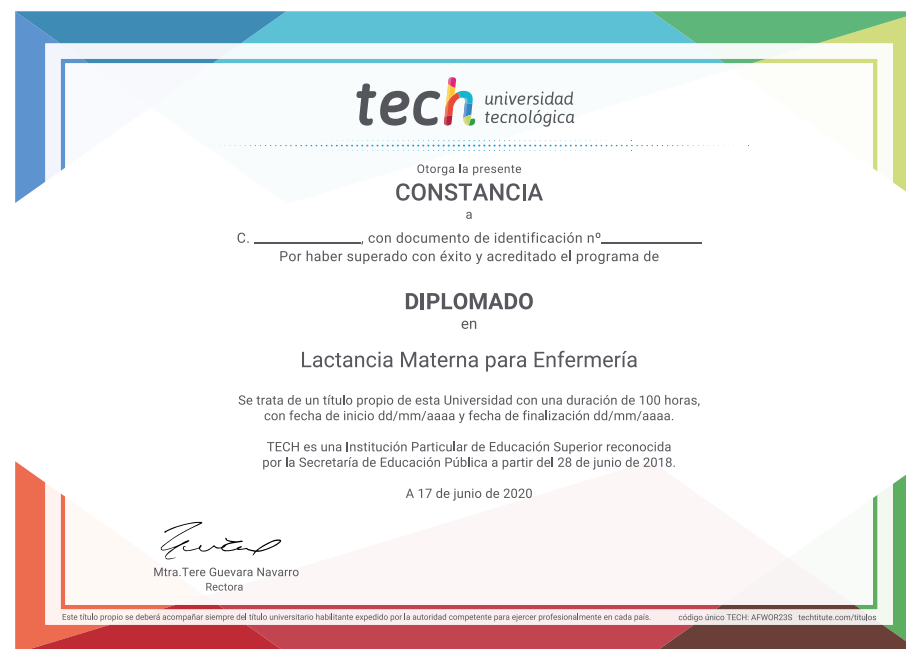 tech universidad
tecnológica
Otorga la presente
CONSTANCIA
a
C. ____________, con documento de identificación nº____________
Por haber superado con éxito y acreditado el programa de
DIPLOMADO
en
Lactancia Materna para Enfermería
Se trata de un título propio de esta Universidad con una duración de 100 horas,
con fecha de inicio dd/mm/aaaa y fecha de finalización dd/mm/aaaa.
TECH es una Institución Particular de Educación Superior reconocida
por la Secretaría de Educación Pública a partir del 28 de junio de 2018.
A 17 de junio de 2020
Mtra.Tere Guevara Navarro
Rectora
Este título propio se deberá acompañar siempre del título universitario habilitante expedido por la autoridad competente para ejercer profesionalmente en cada país. código único TECH: AFWOR23S techtitute.com/titulos